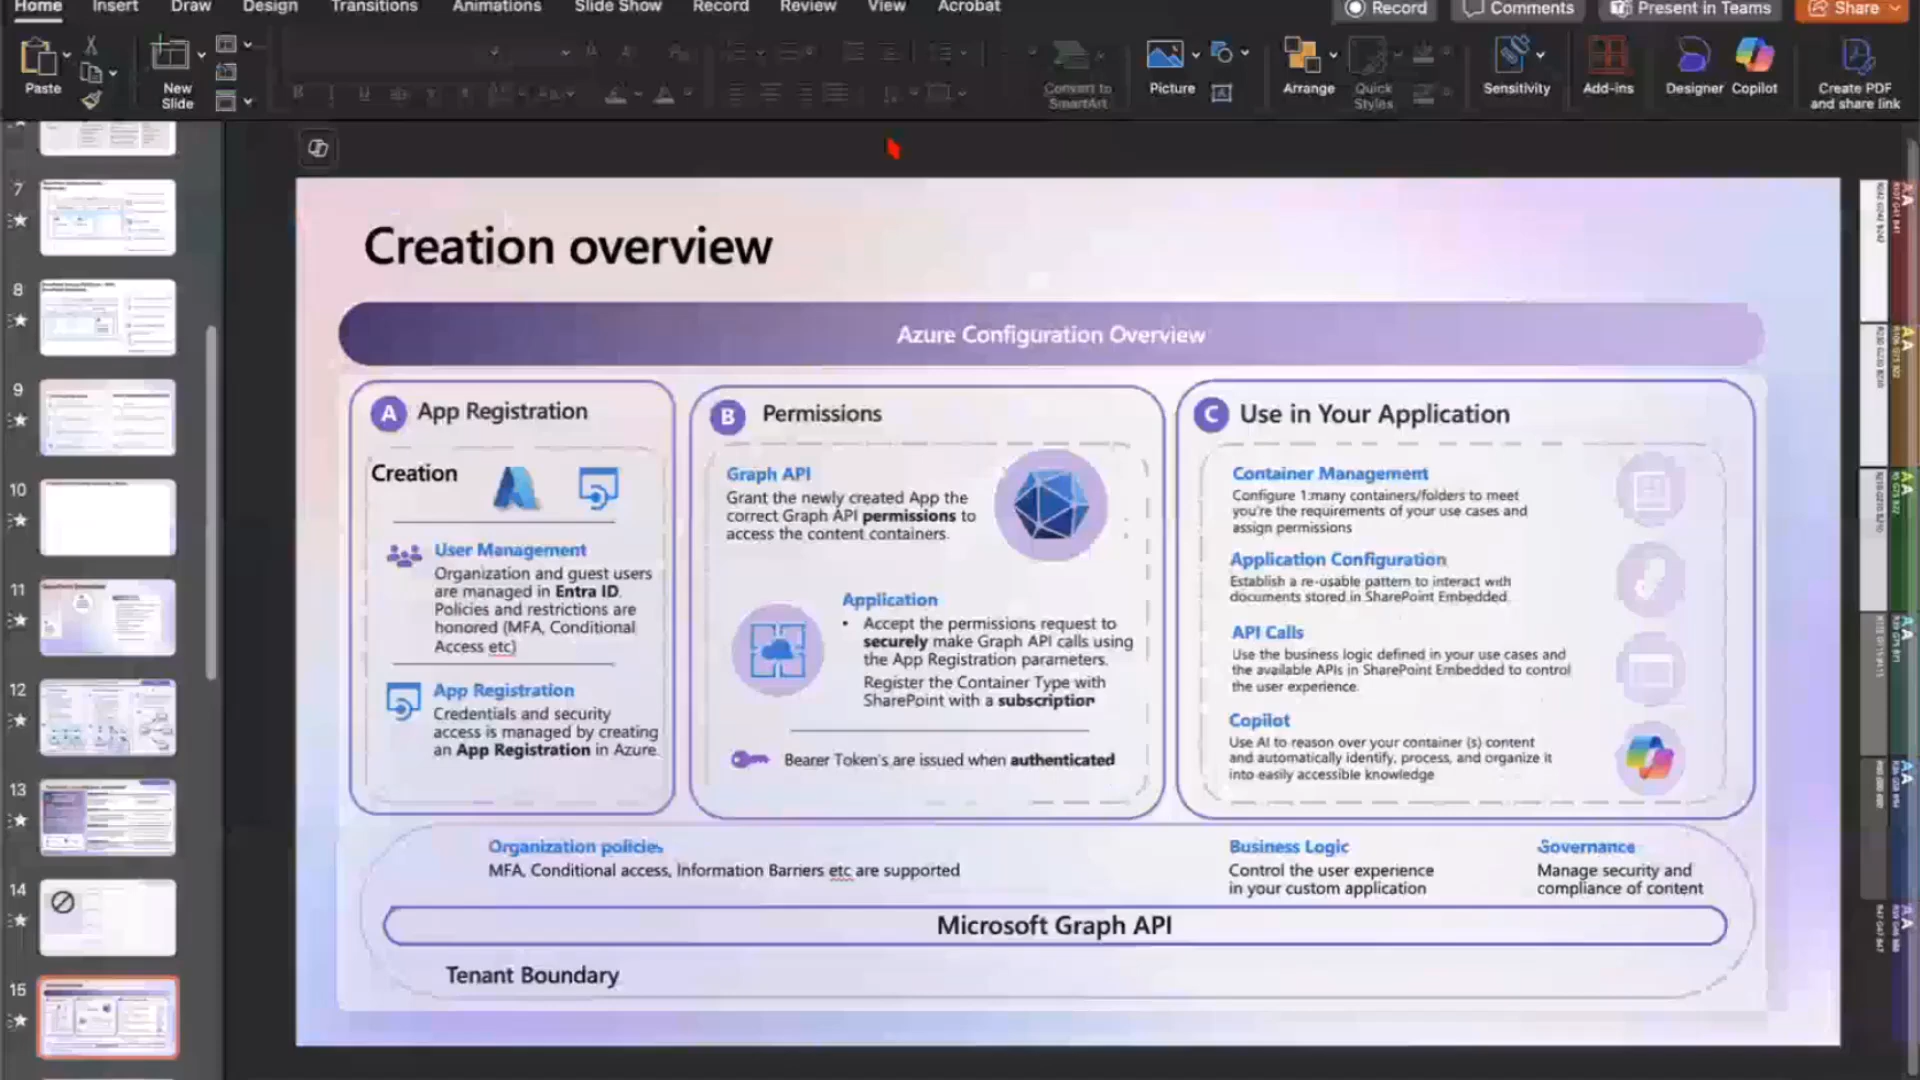 Home Insert Draw Design Transitions Animations Slide Show Record Review View Acrobat
Record Comments Present in Teams Share
Paste
New
Slide
Convert to
SmartArt
Picture
Arrange
Quick
Styles
Sensitivity
Add-ins
Designer
Copilot
Create PDF
and share link
7
8
9
10
11
12
13
14
15
Creation overview
Azure Configuration Overview
A App Registration
Creation
User Management
Organization and guest users
are managed in Entra ID.
Policies and restrictions are
honored (MFA, Conditional
Access etc)
App Registration
Credentials and security
access is managed by creating
an App Registration in Azure.
B Permissions
Graph API
Grant the newly created App the
correct Graph API permissions to
access the content containers.
Application
• Accept the permissions request to
securely make Graph API calls using
the App Registration parameters.
Register the Container Type with
SharePoint with a subscription
Bearer Token's are issued when authenticated
C Use in Your Application
Container Management
Configure 1:many containers/folders to meet
you're the requirements of your use cases and
assign permissions
Application Configuration
Establish a re-usable pattern to interact with
documents stored in SharePoint Embedded.
API Calls
Use the business logic defined in your use cases and
the available APIs in SharePoint Embedded to control
the user experience.
Copilot
Use AI to reason over your container (s) content
and automatically identify, process, and organize it
into easily accessible knowledge
Organization policies
MFA, Conditional access, Information Barriers etc are supported
Business Logic
Control the user experience
in your custom application
Governance
Manage security and
compliance of content
Microsoft Graph API
Tenant Boundary